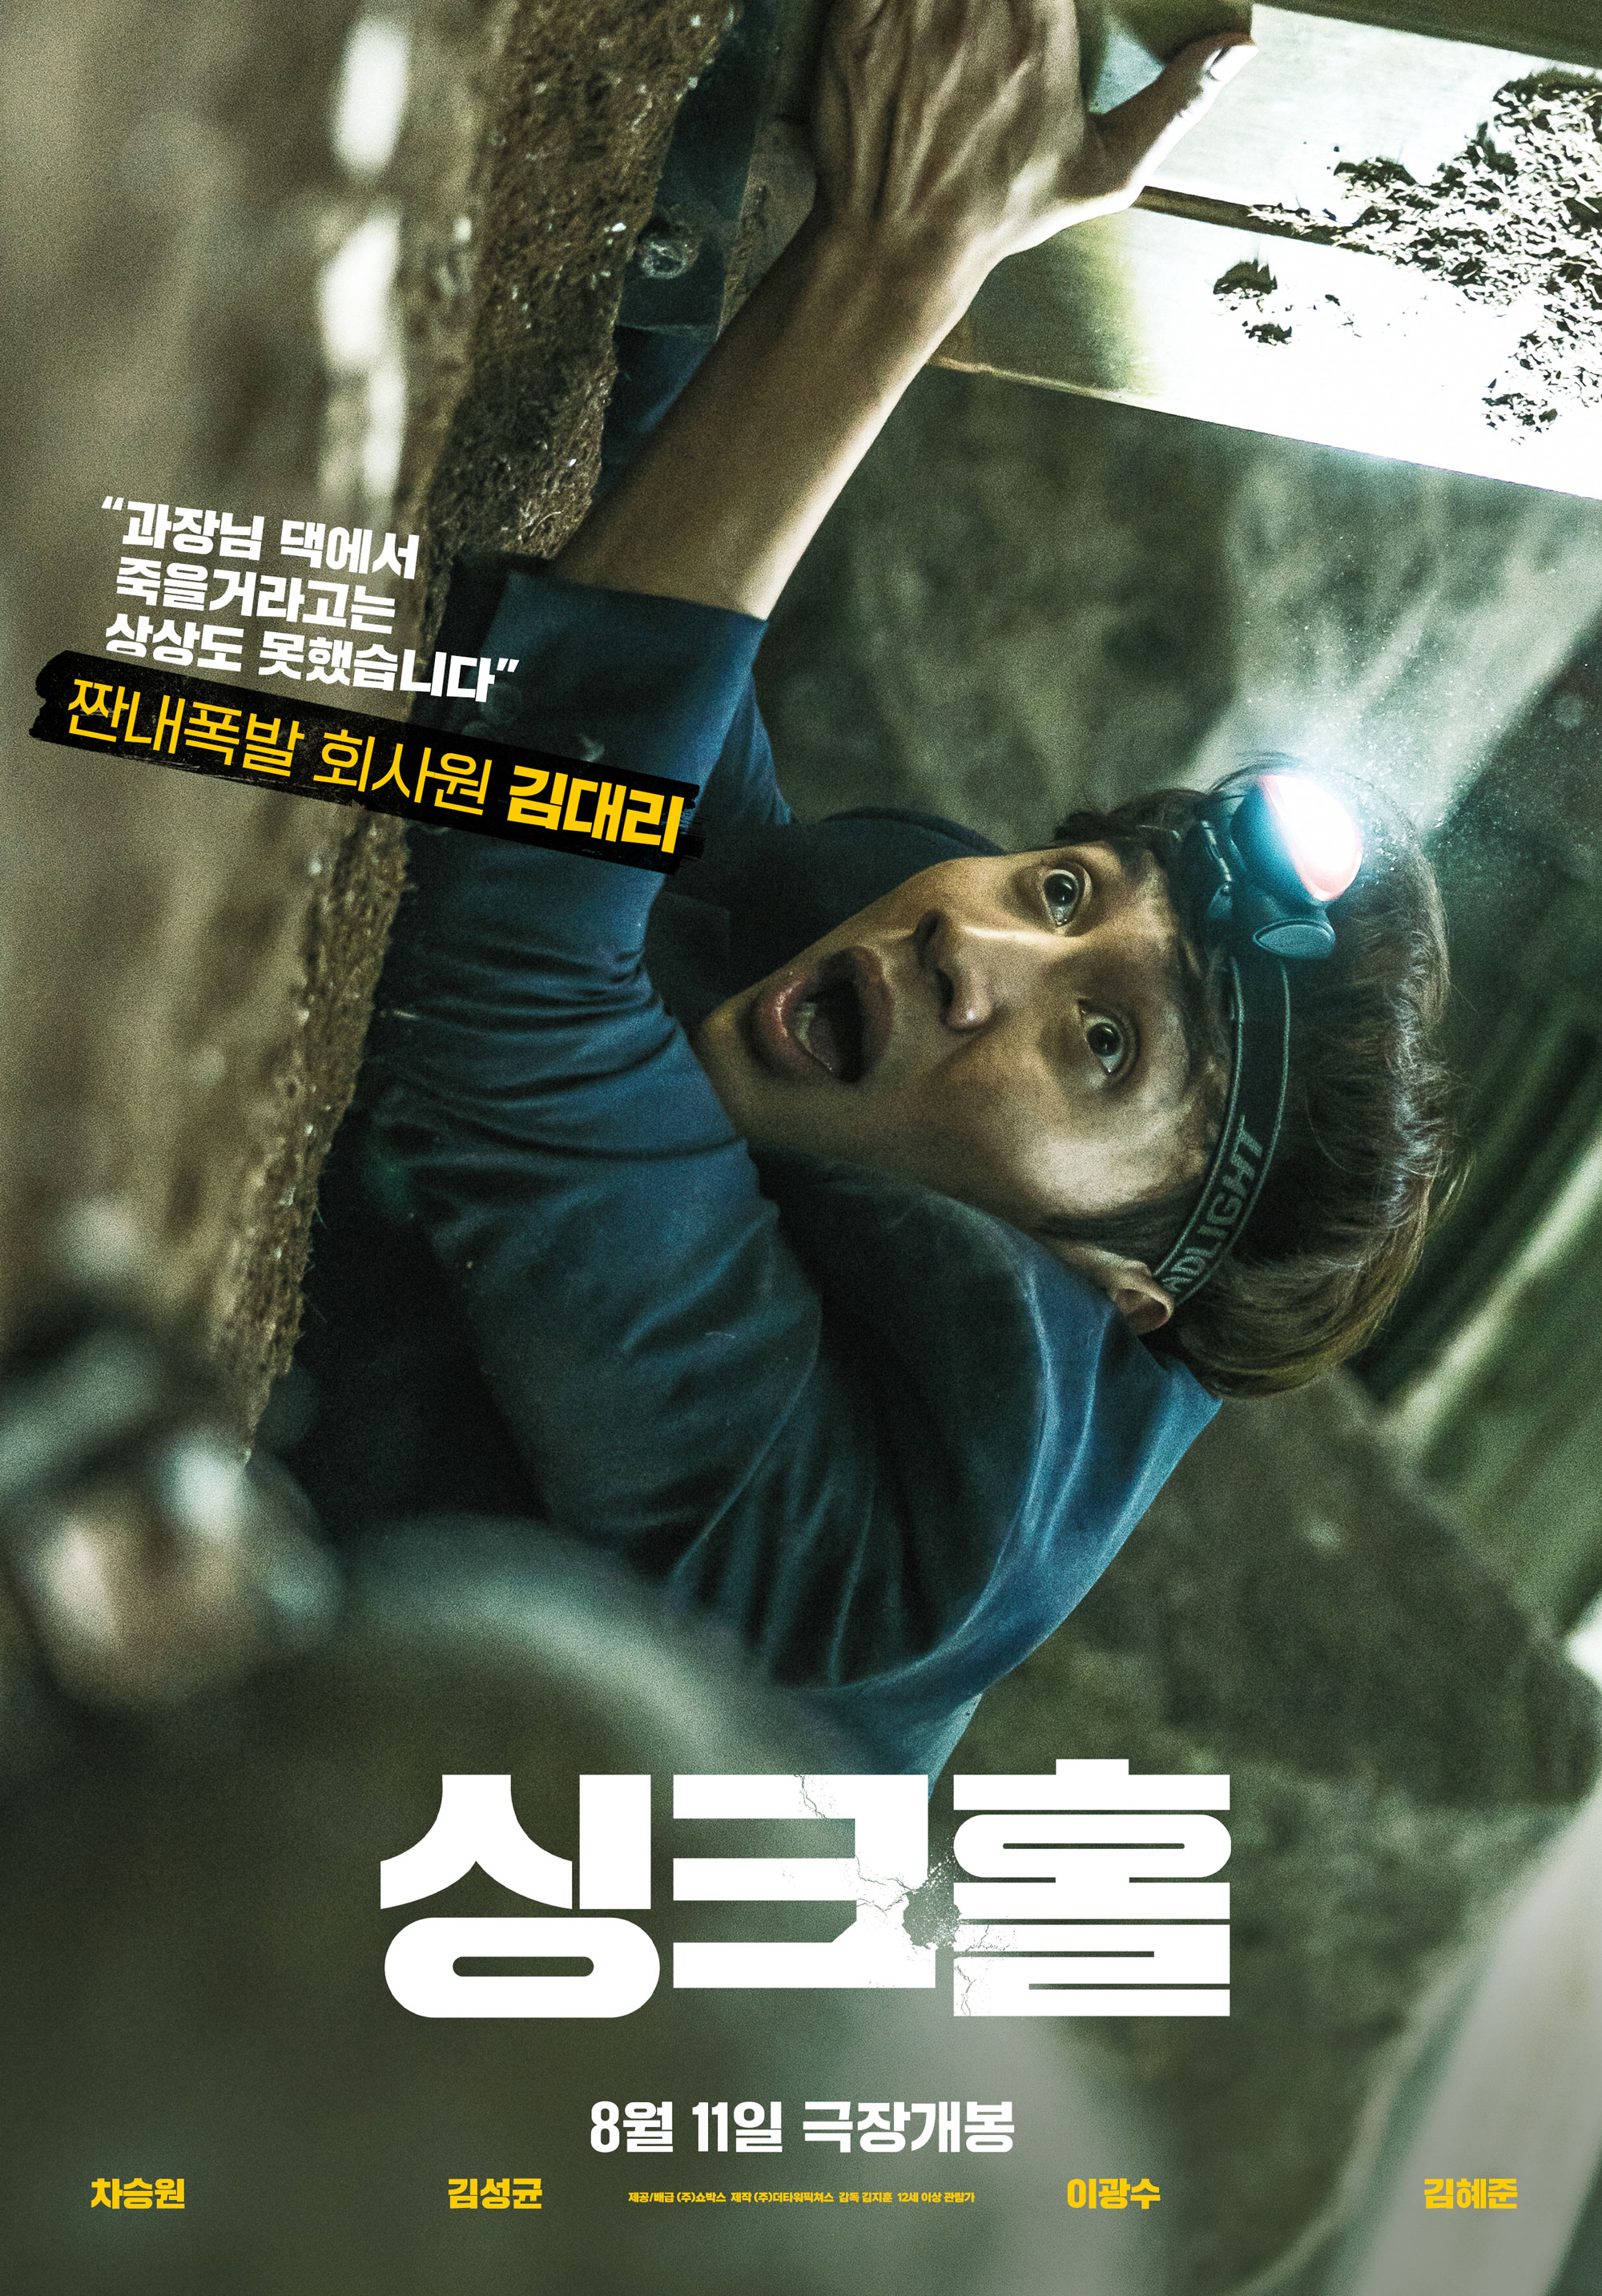 “과장님 댁에서
죽을거라고는
상상도 못했습니다”
짠내폭발 회사원 김대리
ADLIGHT
싱크홀
8월 11일 극장개봉
차승원 김성균 제공/배급 (주)쇼박스 제작 (주)더타워픽쳐스 감독 김지훈 12세 이상 관람가 이광수 김혜준